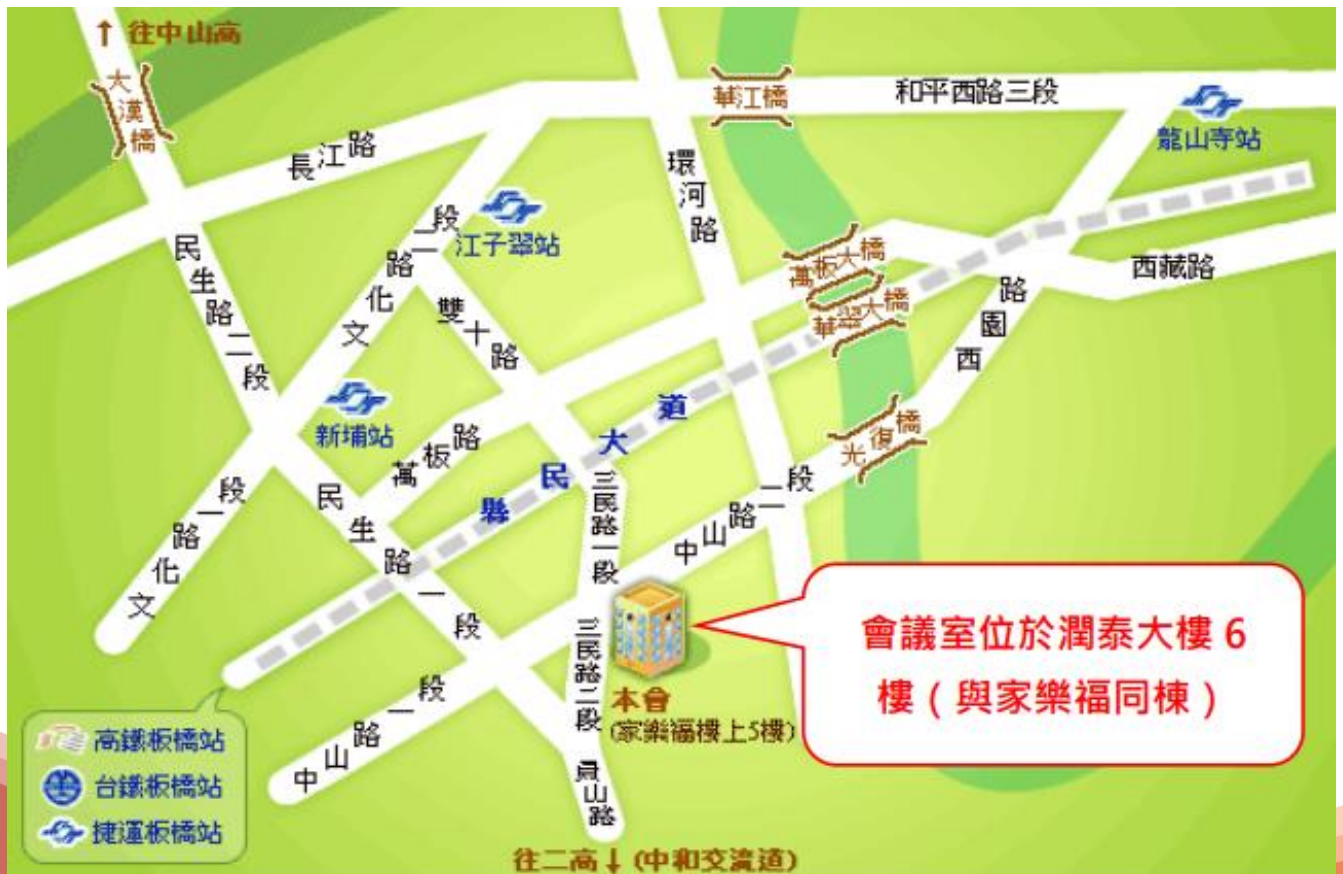 ↑ 往中山高
大漢橋
長江路
華江橋
和平西路三段
龍山寺站
環河路
民生路二段
文化路二段
江子翠站
雙十路
萬板大橋
華翠大橋
西藏路
西園路
新埔站
萬板路
縣民大道
光復橋
文化路一段
民生路一段
三民路一段
中山路二段
三民路二段
本會
(家樂福樓上5樓)
會議室位於潤泰大樓 6
樓（與家樂福同棟）
中山路一段
員山路
高鐵板橋站
台鐵板橋站
捷運板橋站
往二高↓(中和交流道)